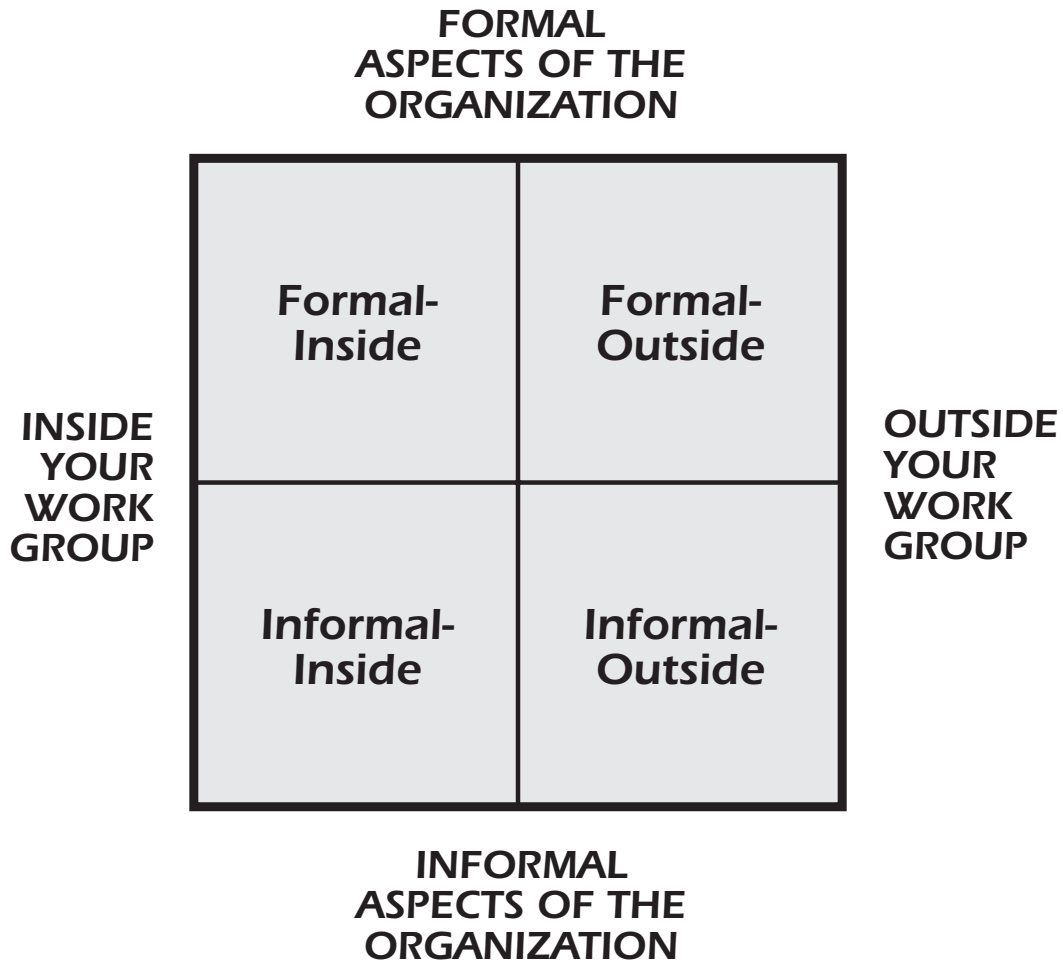 FORMAL
ASPECTS OF THE
ORGANIZATION
Formal-
Inside
Formal-
Outside
INSIDE
YOUR
WORK
GROUP
OUTSIDE
YOUR
WORK
GROUP
Informal-
Inside
Informal-
Outside
INFORMAL
ASPECTS OF THE
ORGANIZATION